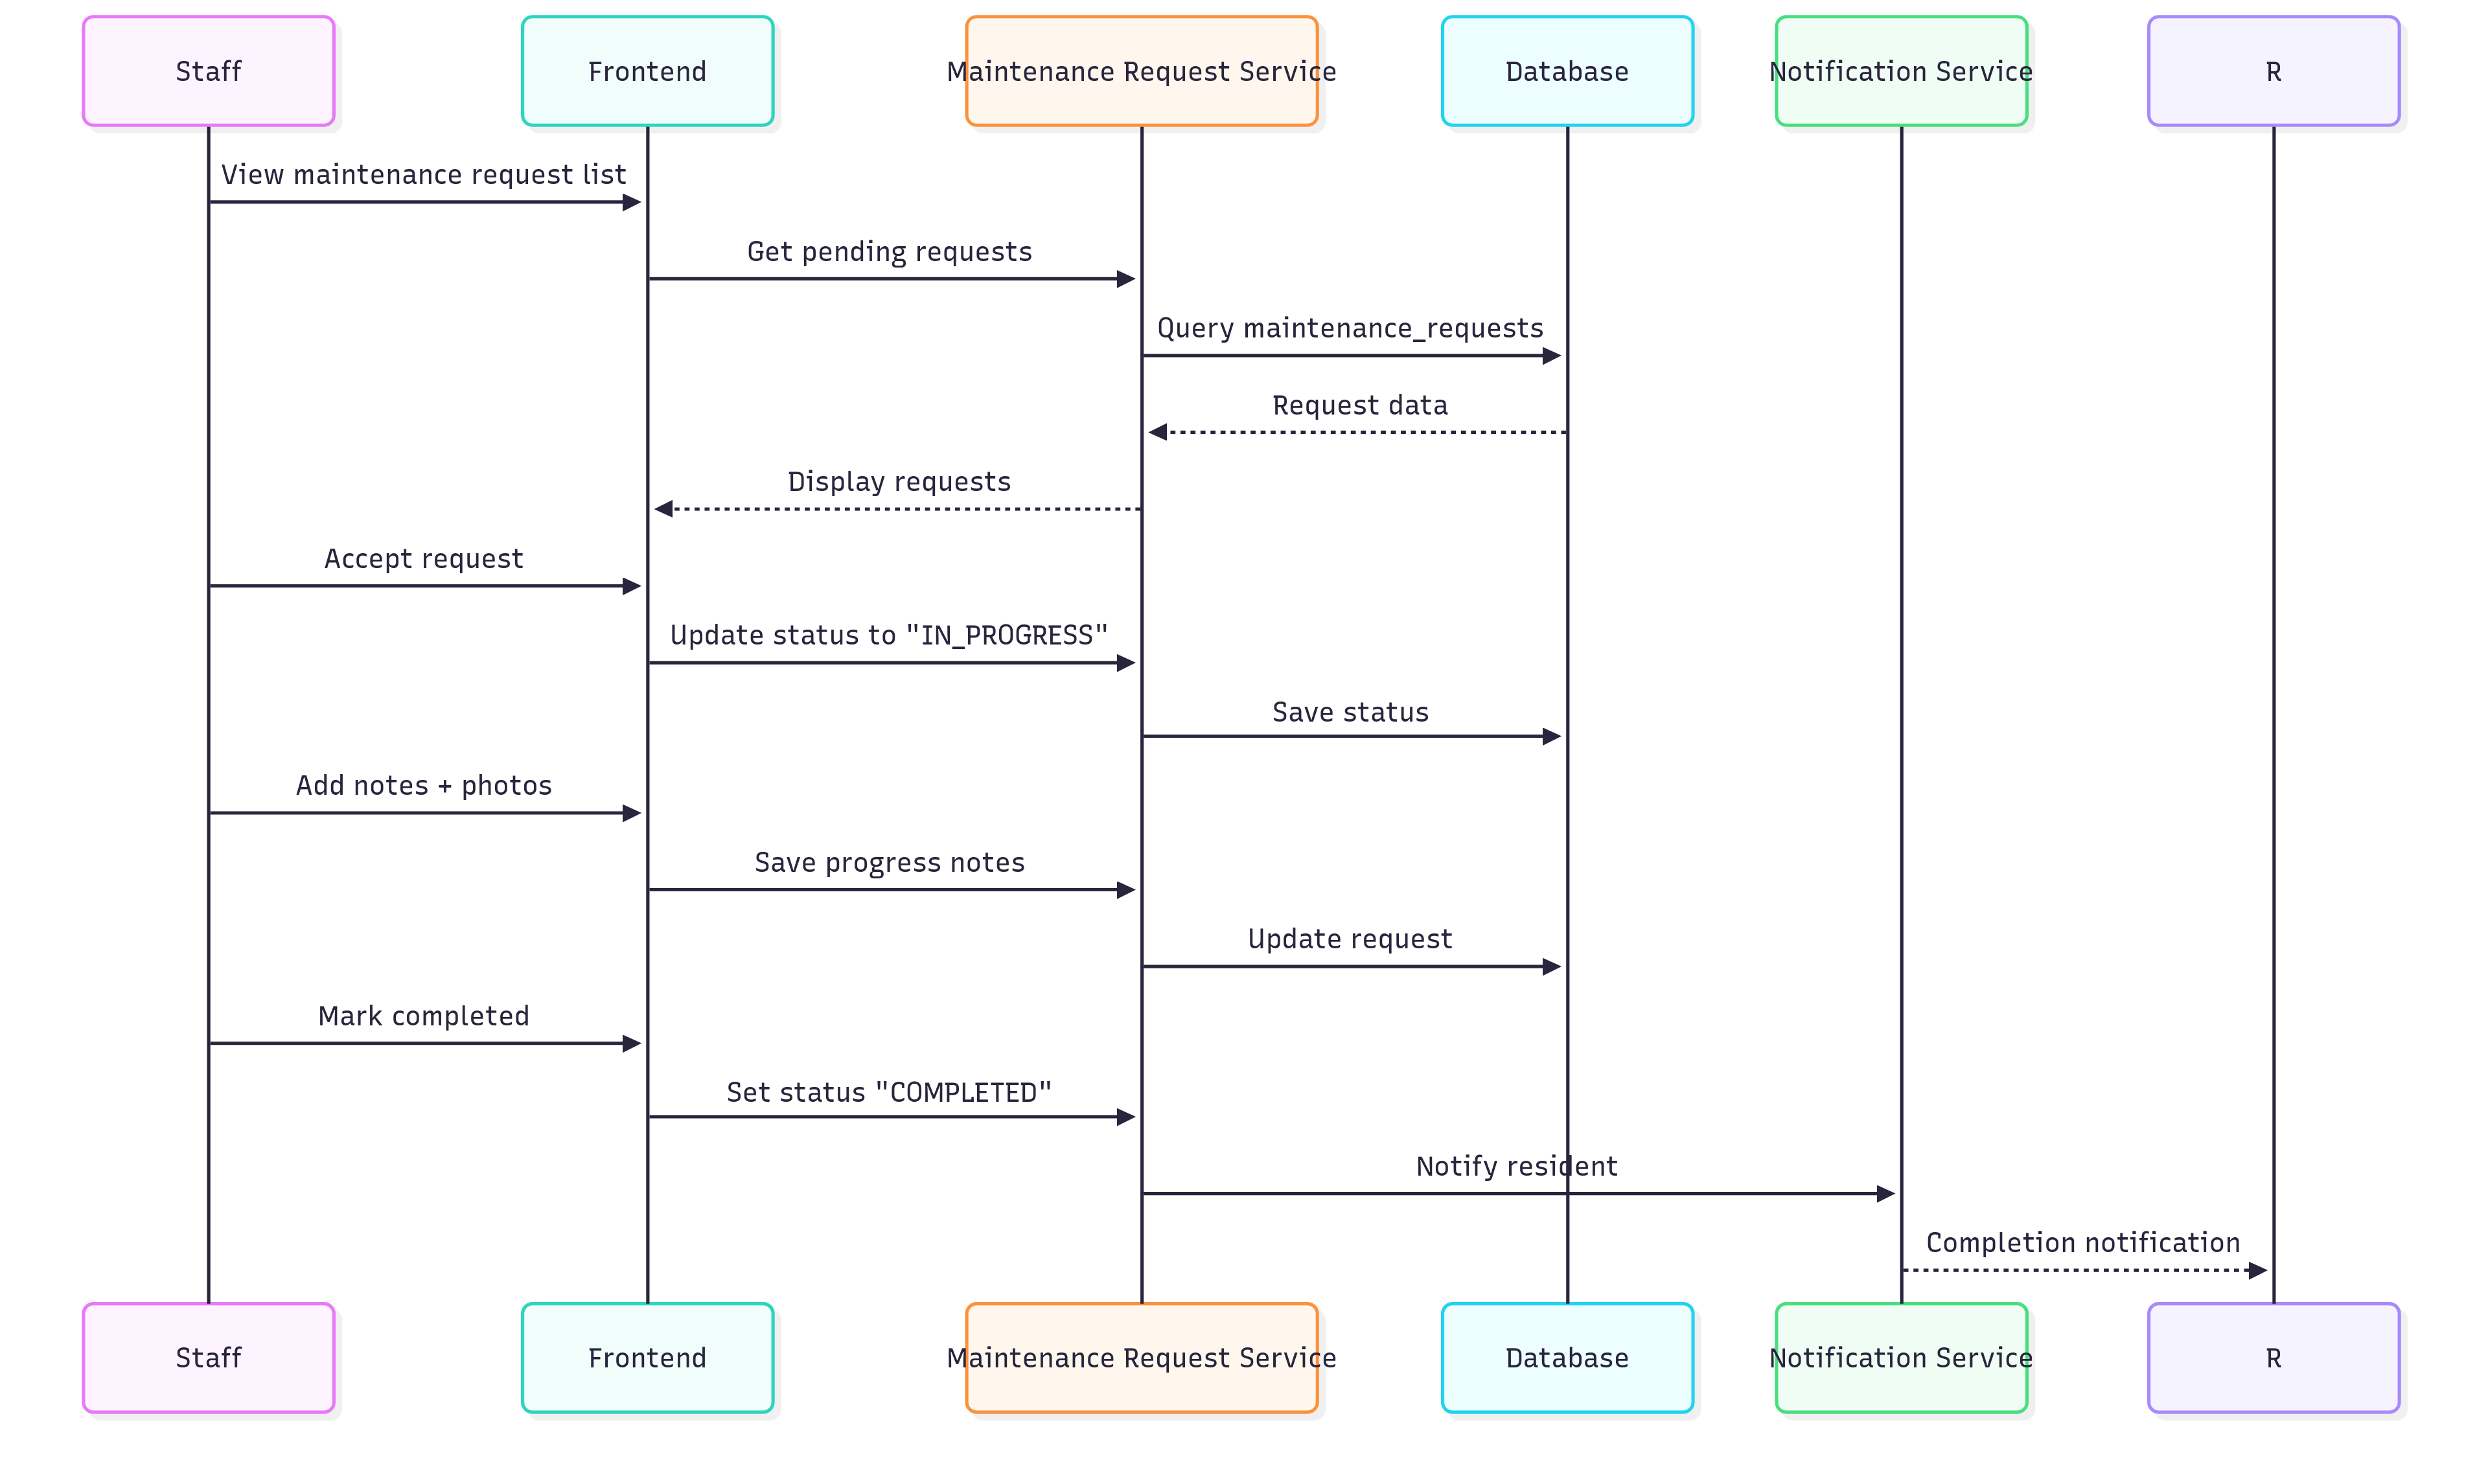 Staff
Frontend
Maintenance Request Service
Database
Notification Service
R
View maintenance request list
Get pending requests
Query maintenance_requests
Request data
Display requests
Accept request
Update status to "IN_PROGRESS"
Save status
Add notes + photos
Save progress notes
Update request
Mark completed
Set status "COMPLETED"
Notify resident
Completion notification
Staff
Frontend
Maintenance Request Service
Database
Notification Service
R